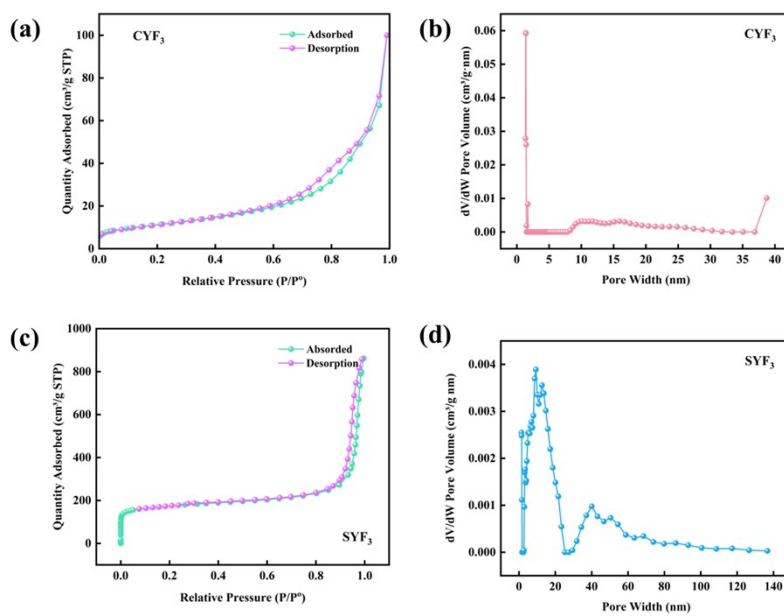 (a)
CYF₃
Adsorbed
Desorption
Quantity Adsorbed (cm³/g STP)
100
80
60
40
20
0
0.0 0.2 0.4 0.6 0.8 1.0
Relative Pressure (P/P°)
(b)
CYF₃
dV/dW Pore Volume (cm³/g·nm)
0.06
0.05
0.04
0.03
0.02
0.01
0.00
0 5 10 15 20 25 30 35 40
Pore Width (nm)
(c)
Absorbed
Desorption
Quantity Adsorbed (cm³/g STP)
1000
800
600
400
200
0
SYF₃
0.0 0.2 0.4 0.6 0.8 1.0
Relative Pressure (P/P°)
(d)
SYF₃
dV/dW Pore Volume (cm³/g nm)
0.004
0.003
0.002
0.001
0.000
0 20 40 60 80 100 120 140
Pore Width (nm)